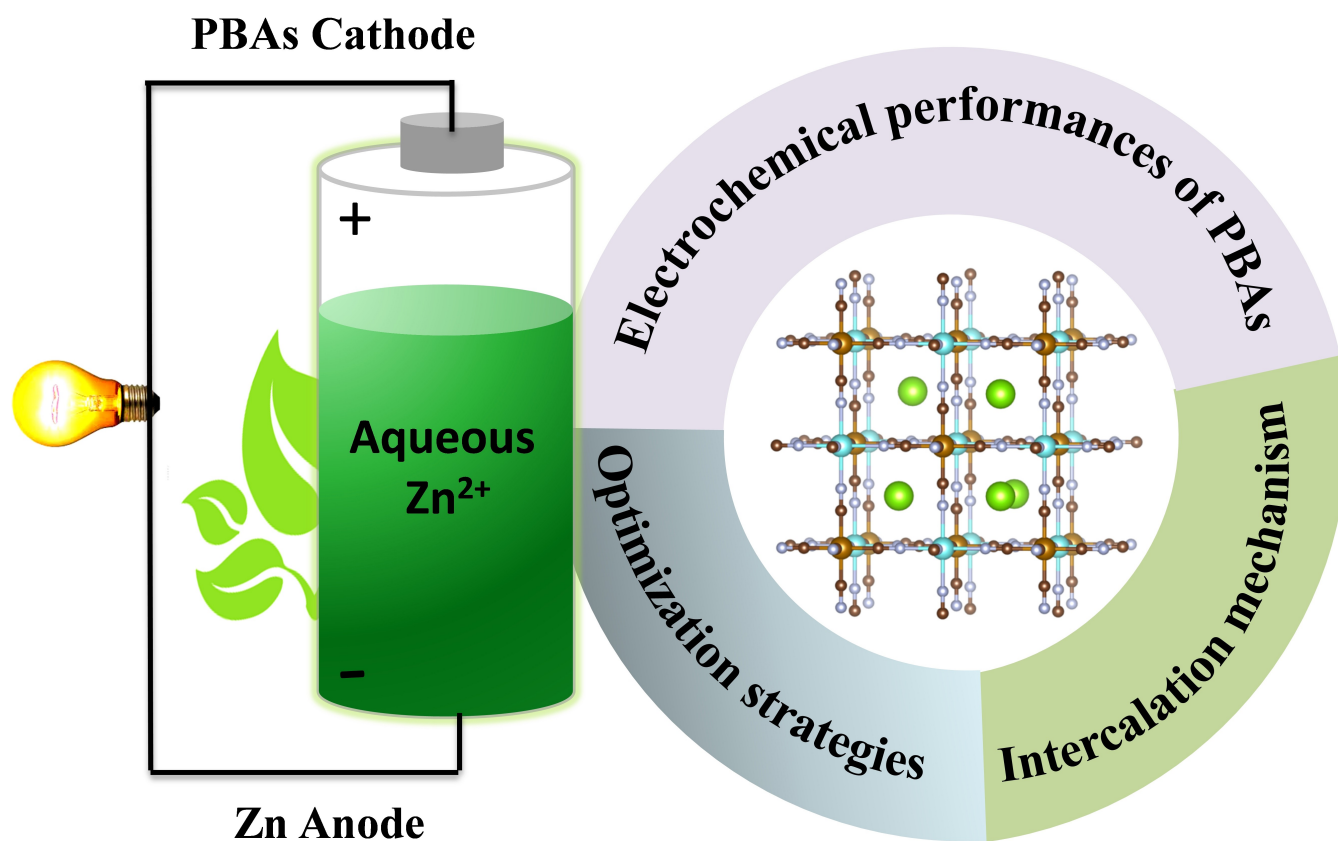 PBAs Cathode
+
Aqueous
Zn²⁺
−
Zn Anode
Electrochemical performances of PBAs
Optimization strategies
Intercalation mechanism